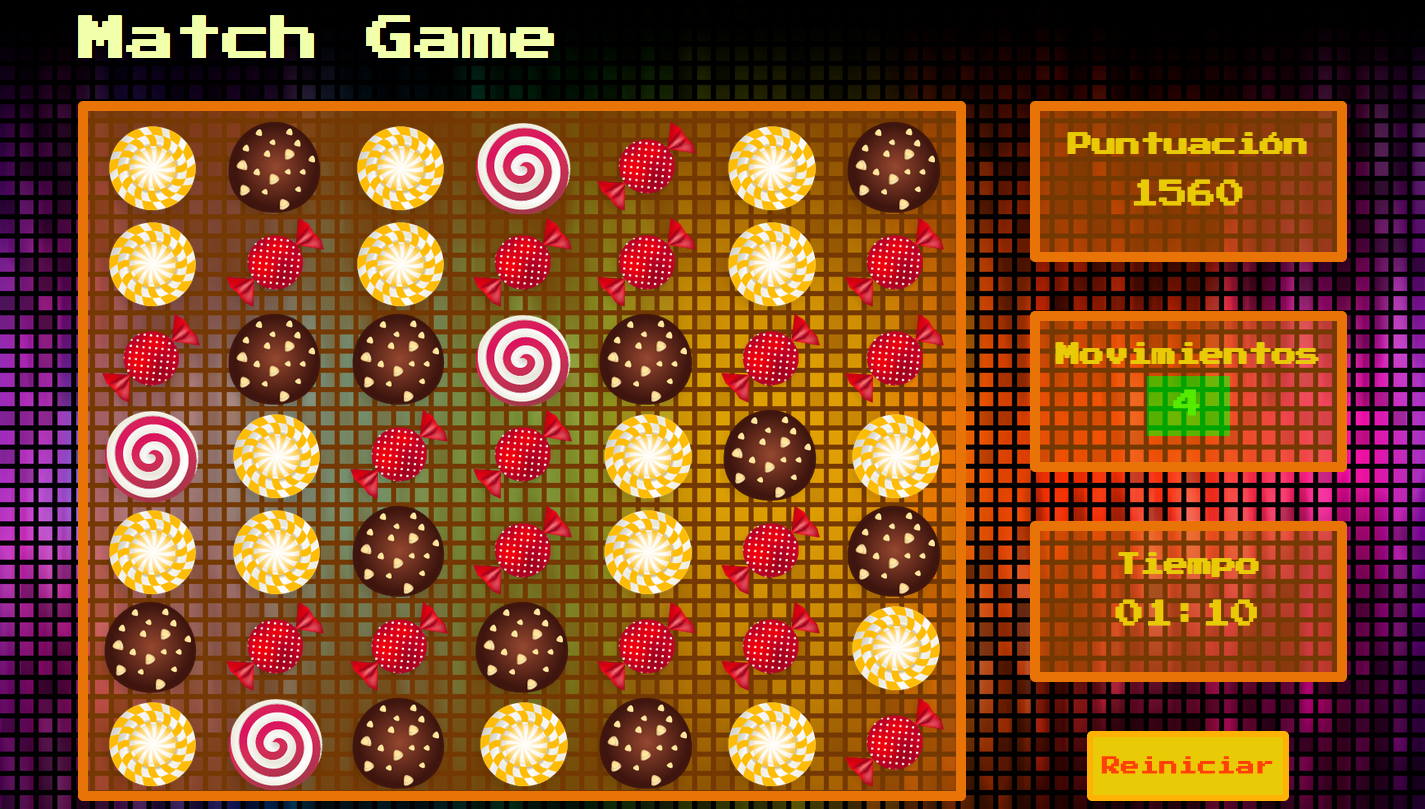 Match Game
Puntuación
1560
Movimientos
4
Tiempo
01:10
Reiniciar